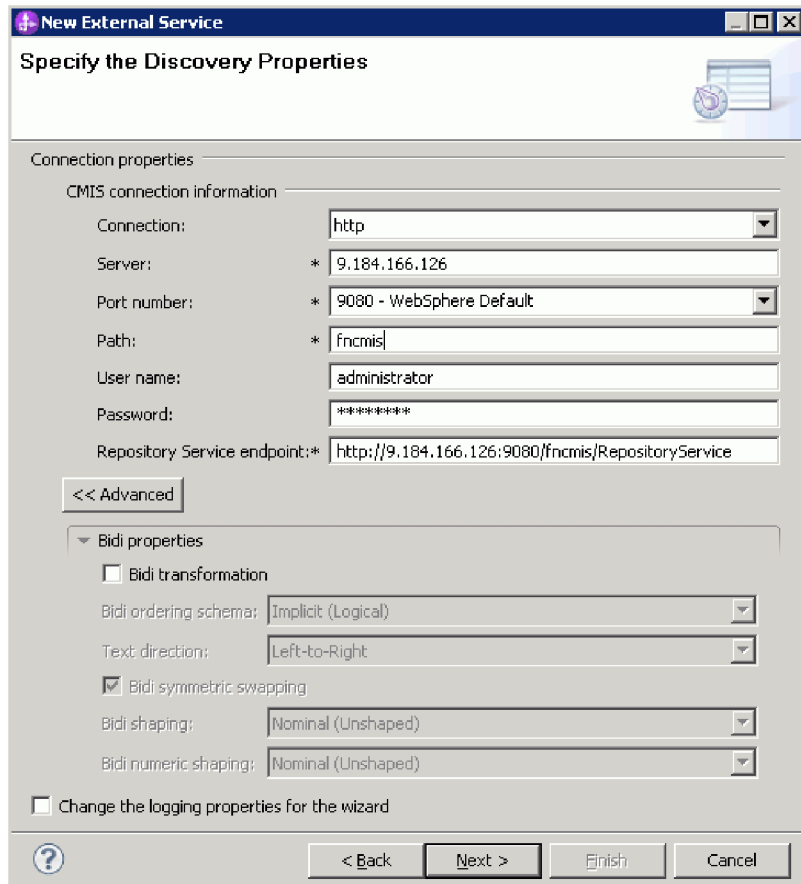 New External Service
Specify the Discovery Properties
Connection properties
CMIS connection information
Connection: http
Server: * 9.184.166.126
Port number: * 9080 - WebSphere Default
Path: * fncmis
User name: administrator
Password: ********
Repository Service endpoint:* http://9.184.166.126:9080/fncmis/RepositoryService
<< Advanced
Bidi properties
Bidi transformation
Bidi ordering schema: Implicit (Logical)
Text direction: Left-to-Right
Bidi symmetric swapping
Bidi shaping: Nominal (Unshaped)
Bidi numeric shaping: Nominal (Unshaped)
Change the logging properties for the wizard
? < Back Next > Finish Cancel